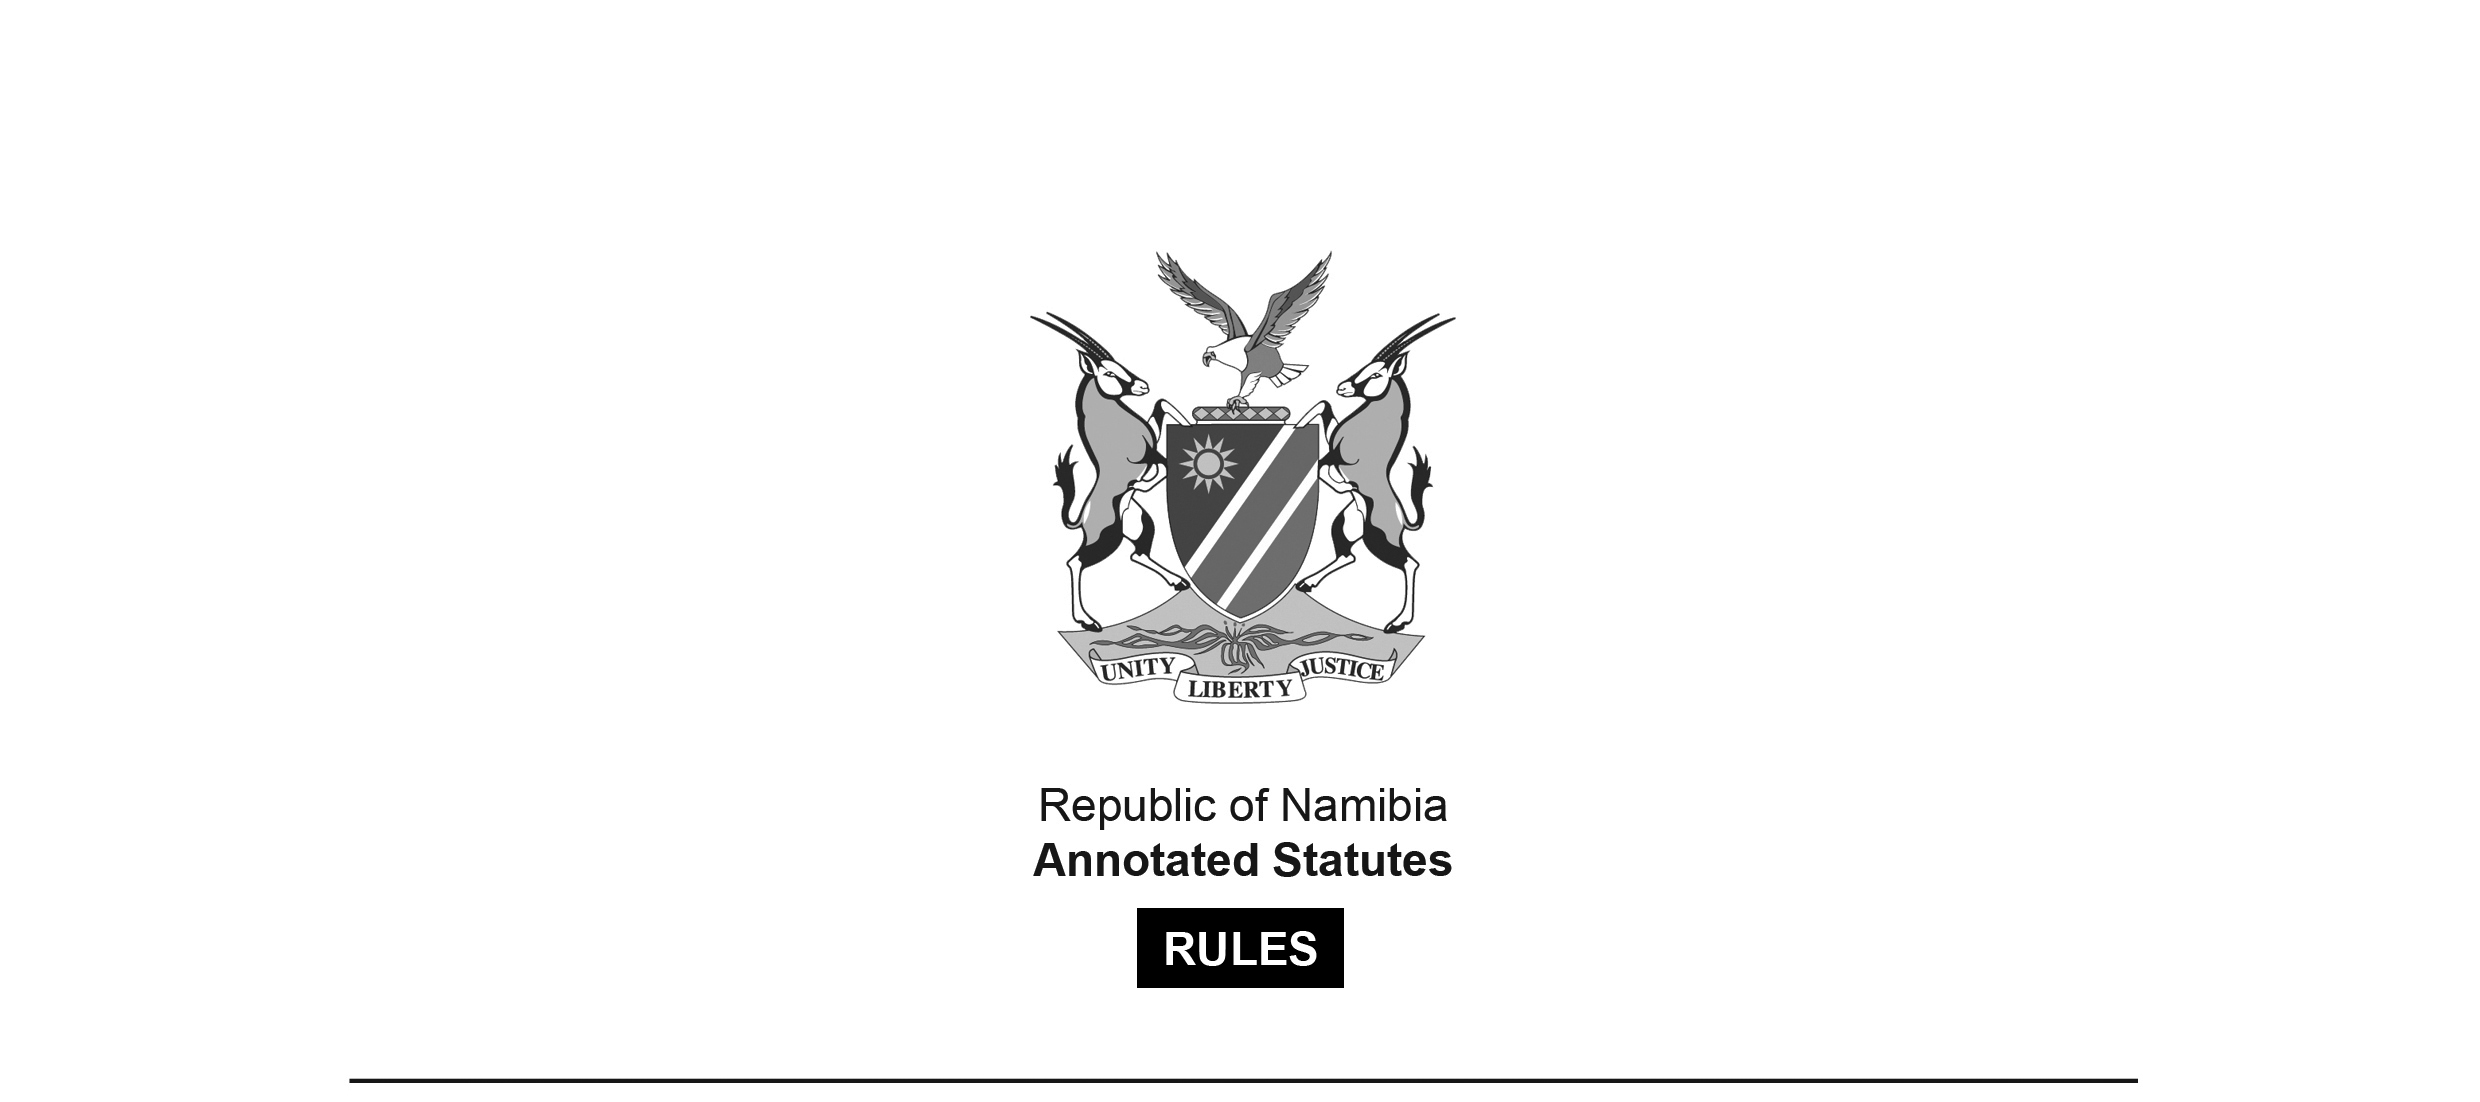 UNITY
LIBERTY
JUSTICE
Republic of Namibia
Annotated Statutes
RULES